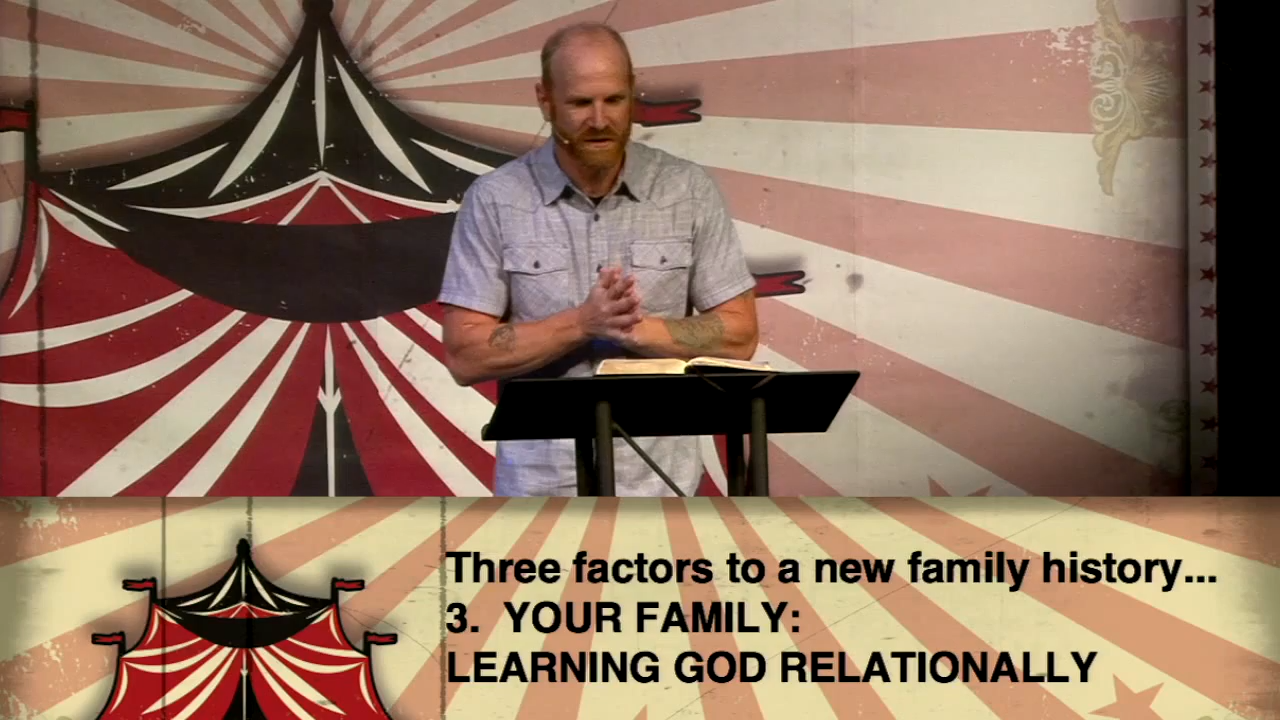 Three factors to a new family history...
3. YOUR FAMILY:
LEARNING GOD RELATIONALLY